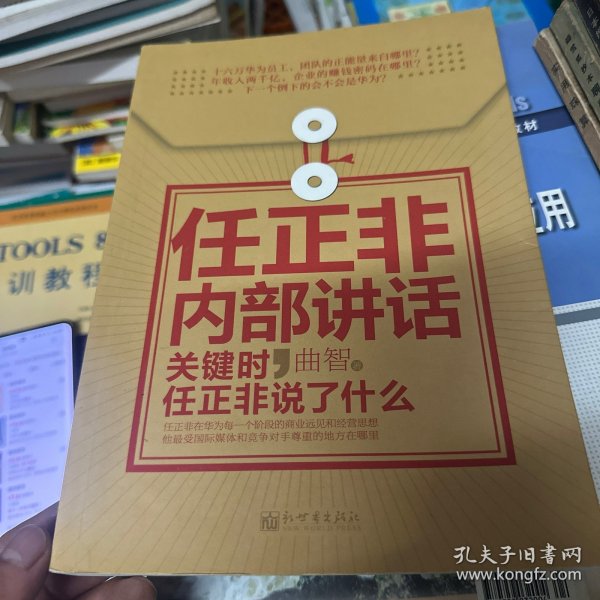 十六万华为员工，团队的正能量来自哪里？
年收入两千亿，企业的赚钱密码在哪里？
下一个倒下的会不会是华为？
任正非
内部讲话
关键时，曲智
任正非说了什么
任正非在华为每一个阶段的商业远见和经营思想
他最受国际媒体和竞争对手尊重的地方在哪里
新世界出版社
NEW WORLD PRESS
TOOLS &
训教程
教材
用
孔夫子旧书网
www.kongfz.com